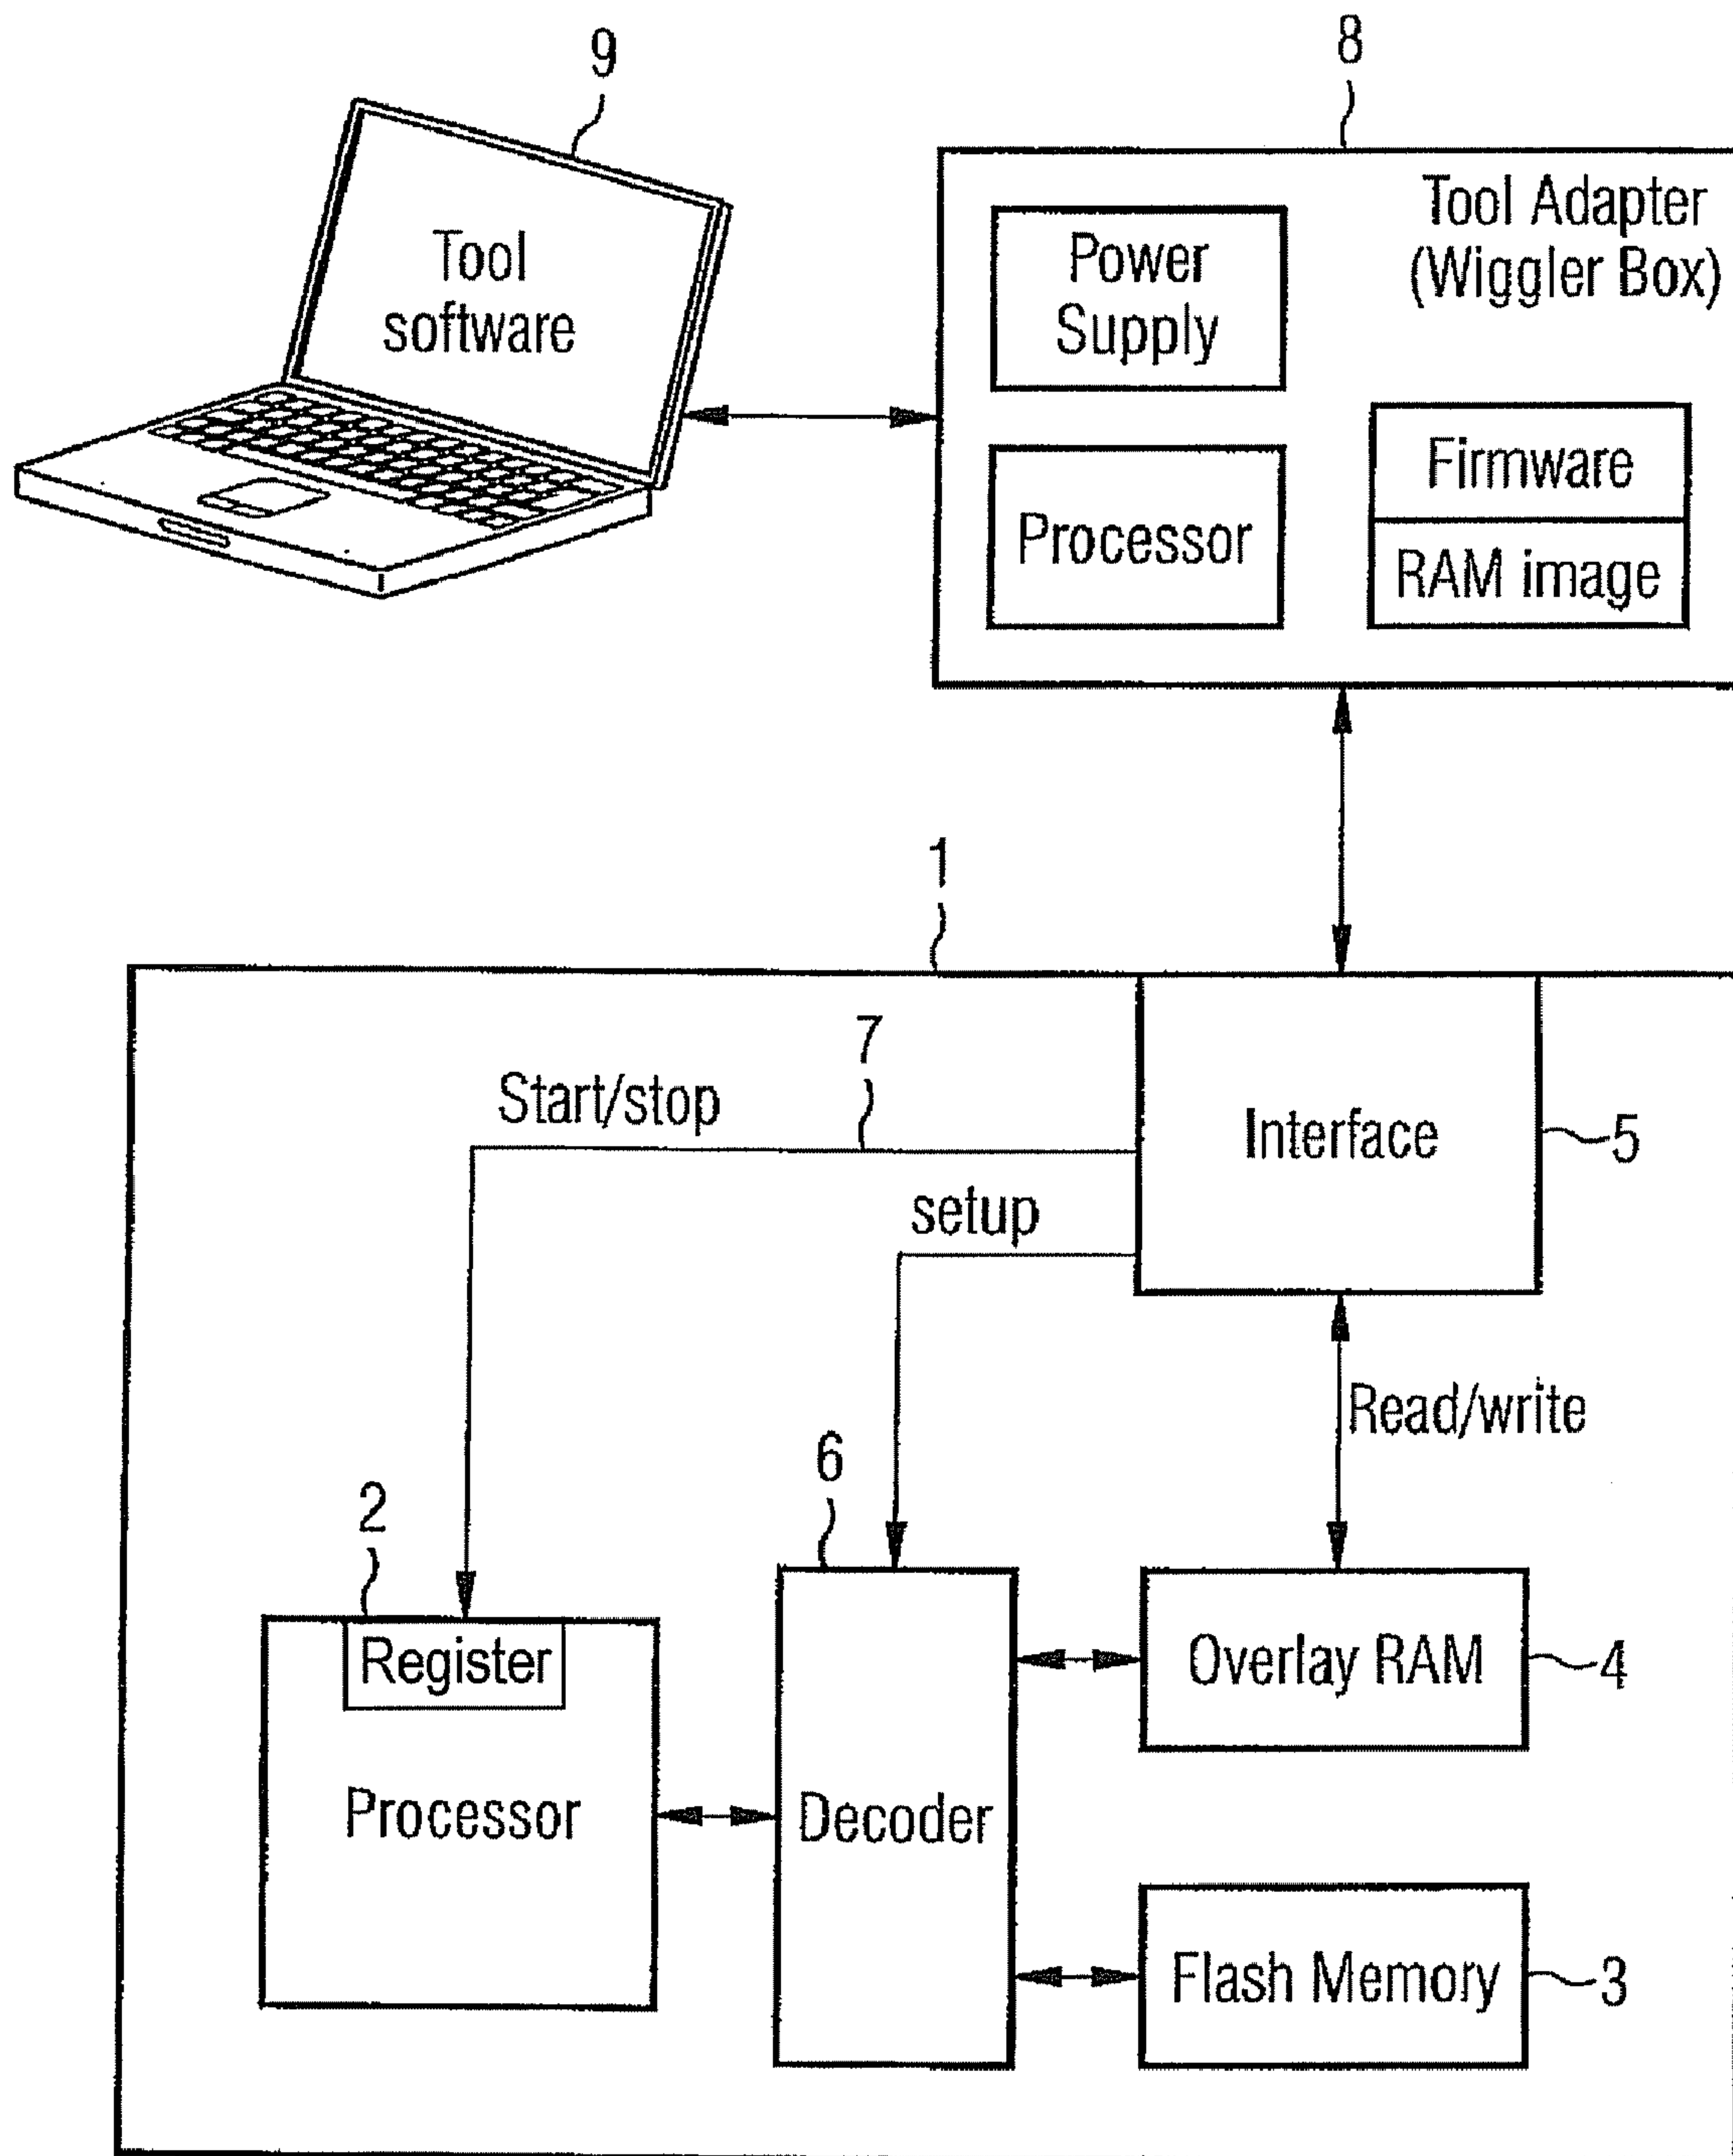 9
8
Tool
software
Tool Adapter
(Wiggler Box)
Power
Supply
Processor
Firmware
RAM image
1
7
Start/stop
Interface
5
setup
Read/write
6
2
Register
Processor
Decoder
Overlay RAM
4
Flash Memory
3